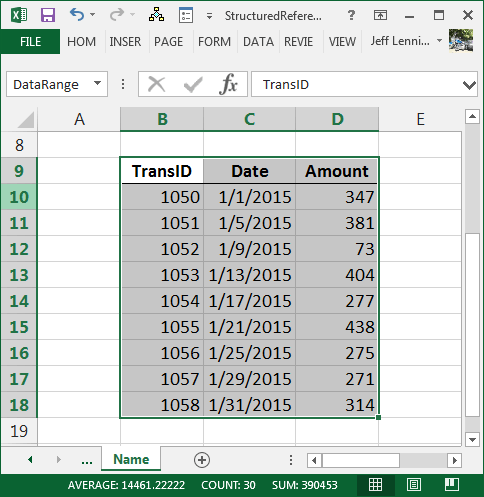 StructuredRefere...
FILE HOM INSER PAGE FORM DATA REVIE VIEW Jeff Lenni...
DataRange fx TransID
A B C D E
8
9 TransID Date Amount
10 1050 1/1/2015 347
11 1051 1/5/2015 381
12 1052 1/9/2015 73
13 1053 1/13/2015 404
14 1054 1/17/2015 277
15 1055 1/21/2015 438
16 1056 1/25/2015 275
17 1057 1/29/2015 271
18 1058 1/31/2015 314
19
... Name
AVERAGE: 14461.22222 COUNT: 30 SUM: 390453